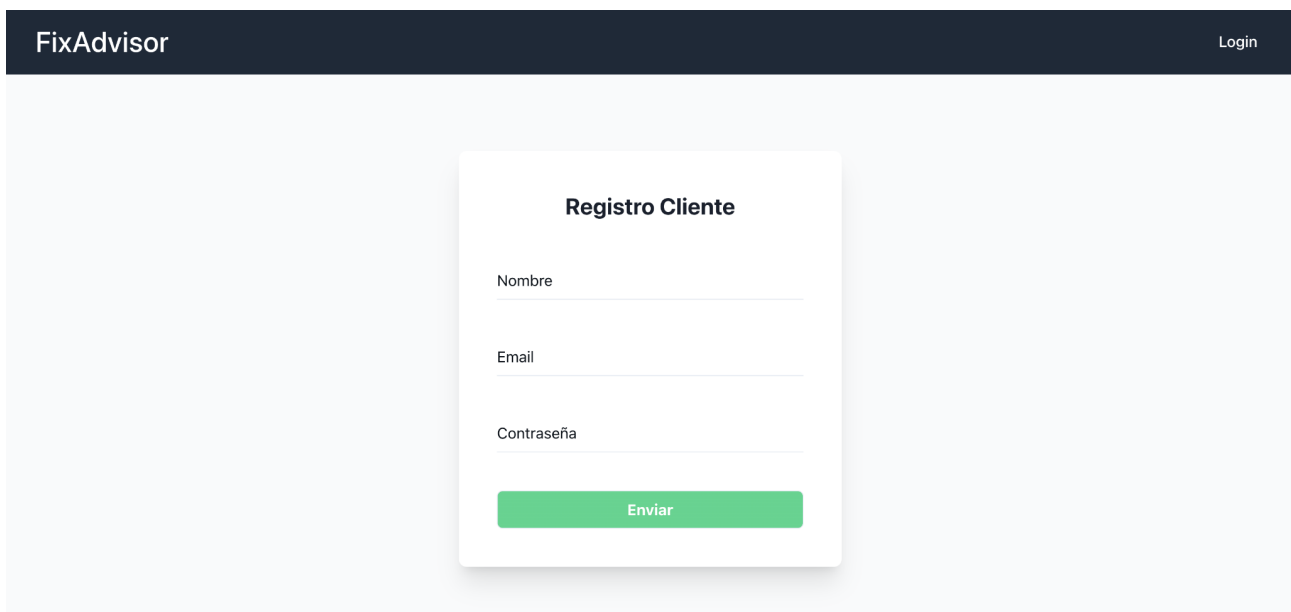 FixAdvisor
Login
Registro Cliente
Nombre
Email
Contraseña
Enviar